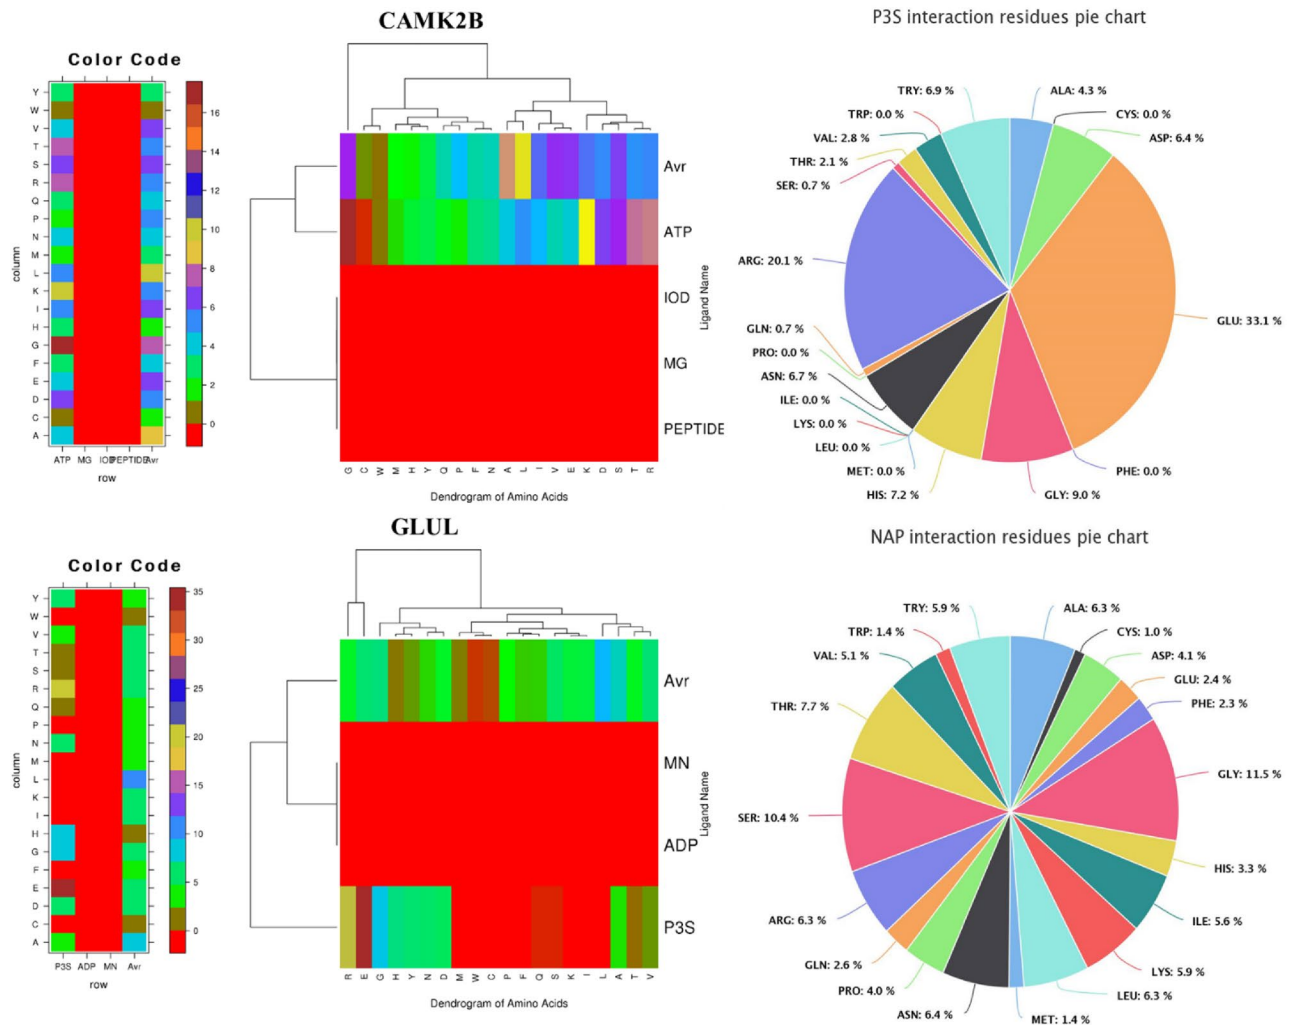 CAMK2B
Color Code
Y
W
V
T
S
R
Q
P
N
M
L
K
I
H
G
F
E
D
C
A
column
ATP MG IOD PEPTIDE Avr
row
16
14
12
10
8
6
4
2
0
Avr
ATP
IOD
MG
PEPTIDE
Ligand Name
G C W M H Y Q P F N A L I V E K D S T R
Dendrogram of Amino Acids
P3S interaction residues pie chart
TRY: 6.9 %
ALA: 4.3 %
TRP: 0.0 %
CYS: 0.0 %
VAL: 2.8 %
ASP: 6.4 %
THR: 2.1 %
SER: 0.7 %
ARG: 20.1 %
GLU: 33.1 %
GLN: 0.7 %
PRO: 0.0 %
ASN: 6.7 %
ILE: 0.0 %
LYS: 0.0 %
LEU: 0.0 %
MET: 0.0 %
PHE: 0.0 %
HIS: 7.2 %
GLY: 9.0 %
GLUL
Color Code
Y
W
V
T
S
R
Q
P
N
M
L
K
I
H
G
F
E
D
C
A
column
P3S ADP MN Avr
row
35
30
25
20
15
10
5
0
Avr
MN
ADP
P3S
Ligand Name
R E G H Y N D M W C P F Q S K I L A T V
Dendrogram of Amino Acids
NAP interaction residues pie chart
TRY: 5.9 %
ALA: 6.3 %
TRP: 1.4 %
CYS: 1.0 %
VAL: 5.1 %
ASP: 4.1 %
GLU: 2.4 %
PHE: 2.3 %
THR: 7.7 %
GLY: 11.5 %
SER: 10.4 %
HIS: 3.3 %
ARG: 6.3 %
ILE: 5.6 %
GLN: 2.6 %
LYS: 5.9 %
PRO: 4.0 %
LEU: 6.3 %
ASN: 6.4 %
MET: 1.4 %